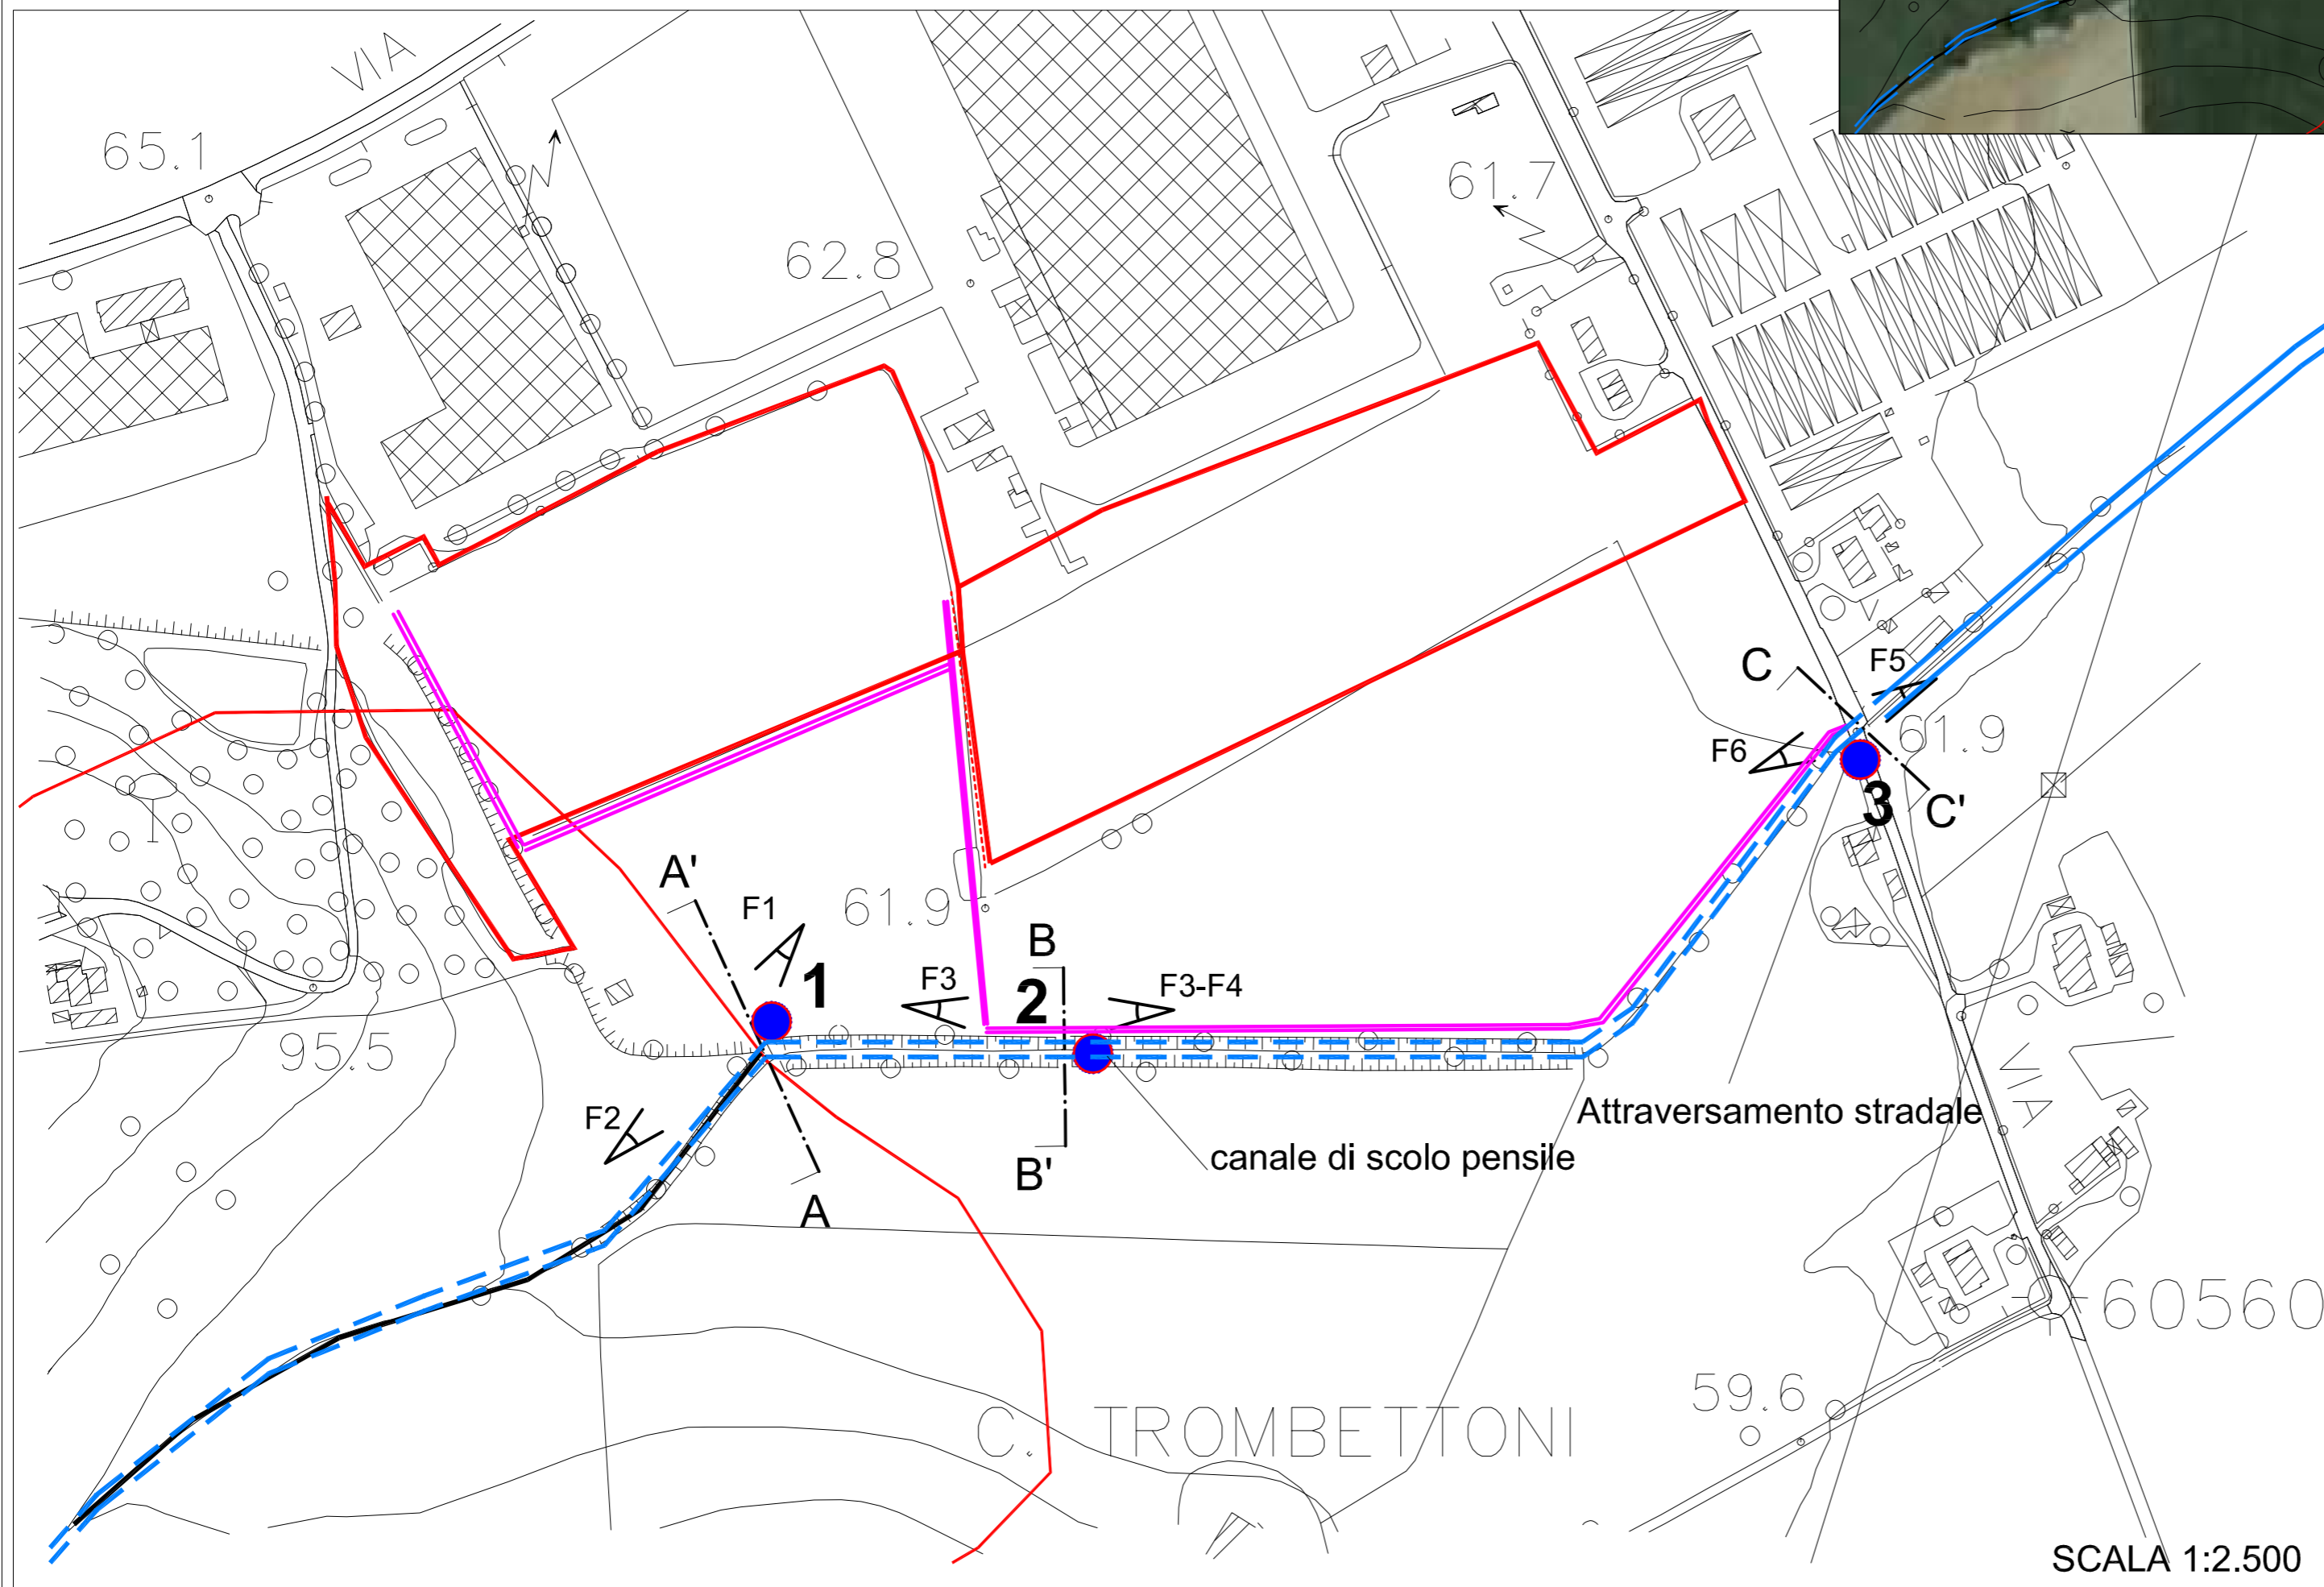 VIA
65.1
61.7
62.8
C
F5
F6
61.9
3
C'
A'
F1
61.9
1
B
F3
2
F3-F4
95.5
F2
VIA
Attraversamento stradale
canale di scolo pensile
B'
A
60560
59.6
C. TROMBETTONI
SCALA 1:2.500